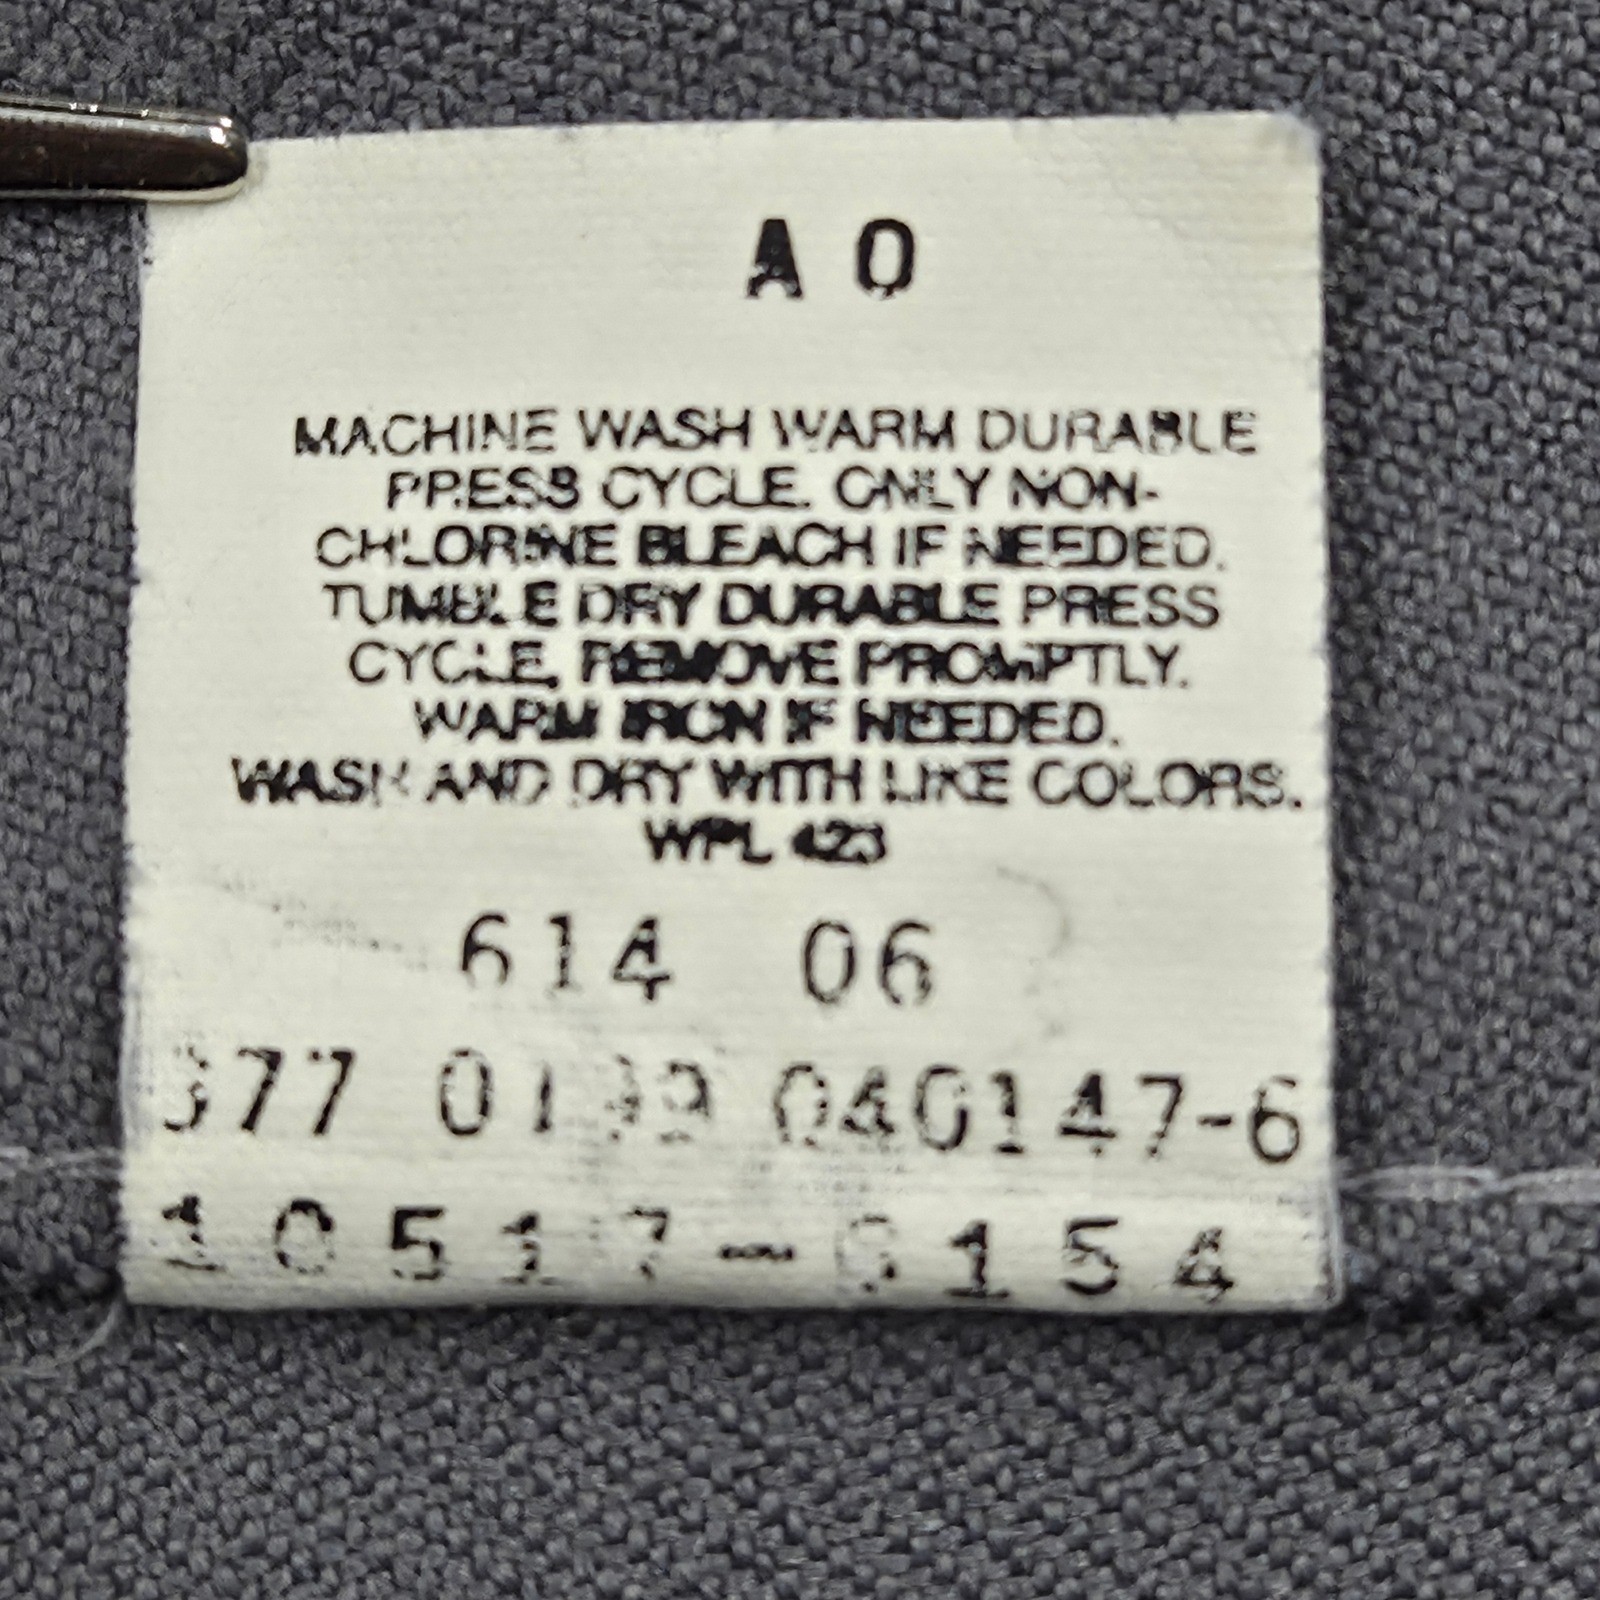 A O
MACHINE WASH WARM DURABLE
PRESS CYCLE. ONLY NON-
CHLORINE BLEACH IF NEEDED.
TUMBLE DRY DURABLE PRESS
CYCLE, REMOVE PROMPTLY.
WARM IRON IF NEEDED.
WASH AND DRY WITH LIKE COLORS.
WPL 423
614 06
040147-6